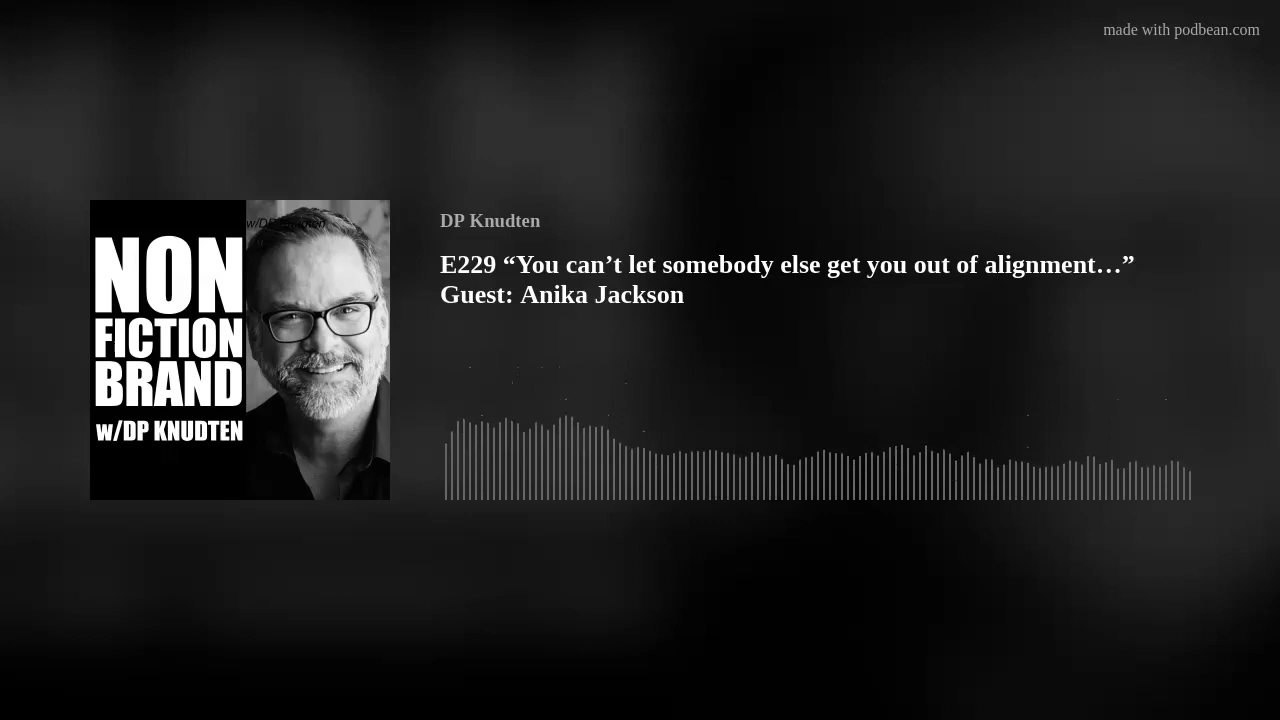 made with podbean.com
NON
FICTION
BRAND
w/DP KNUDTEN
DP Knudten
E229 “You can’t let somebody else get you out of alignment…”
Guest: Anika Jackson